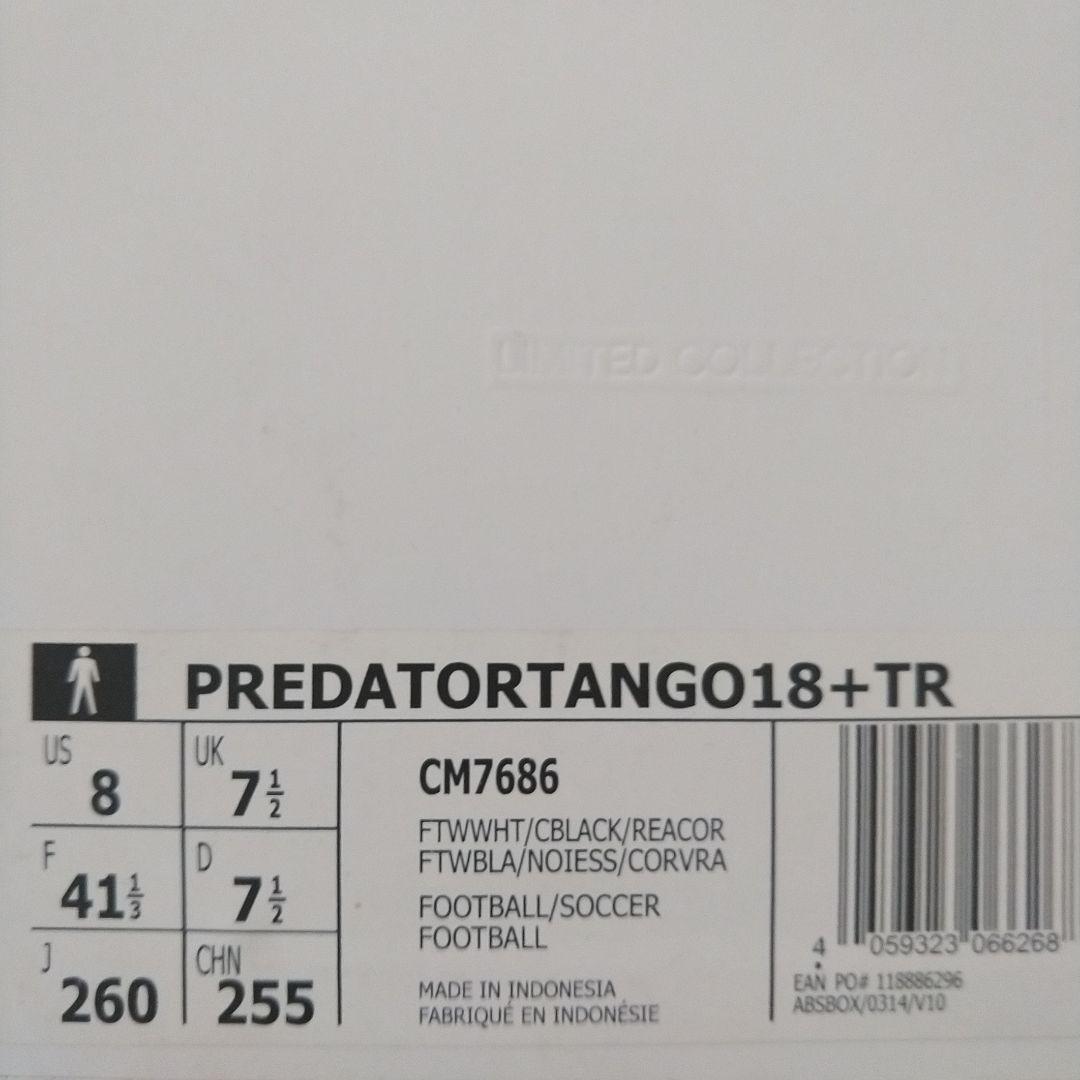 LIMITED COLLECTION
PREDATORTANGO18+TR
US 8 UK 7 1/2
F 41 1/3 D 7 1/2
J 260 CHN 255
CM7686
FTWWHT/CBLACK/REACOR
FTWBLA/NOIESS/CORVRA
FOOTBALL/SOCCER
FOOTBALL
MADE IN INDONESIA
FABRIQUÉ EN INDONÉSIE
4 059323 066268
EAN PO# 118886296
ABSBOX/0314/V10